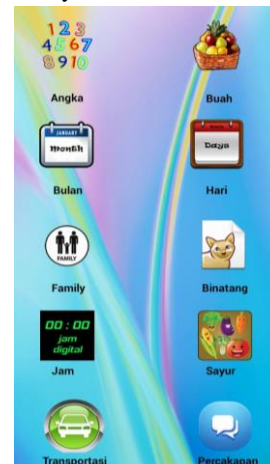 1 2 3
4 5 6 7
8 9 10
Angka
Buah
JANUARY
Month
Days
Bulan
Hari
FAMILY
Family
Binatang
00 : 00
jam
digital
Jam
Sayur
Transportasi
Percakapan